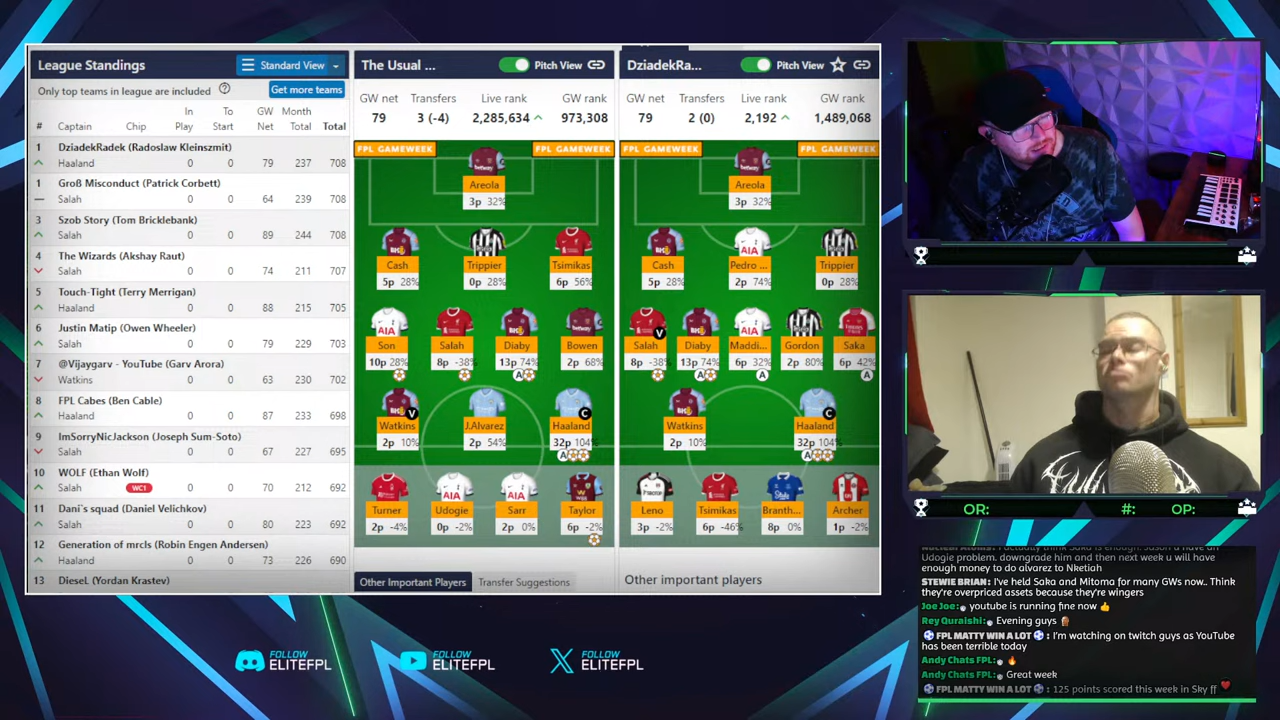 League Standings
Standard View
Only top teams in league are included
Get more teams
# Captain Chip In Play To Start GW Net Month Total Total
1 DziadekRadek (Radoslaw Kleinszmit)
Haaland 0 0 79 237 708
1 Groß Misconduct (Patrick Corbett)
Salah 0 0 64 239 708
3 Szob Story (Tom Bricklebank)
Salah 0 0 89 244 708
4 The Wizards (Akshay Raut)
Salah 0 0 74 211 707
5 Touch-Tight (Terry Merrigan)
Haaland 0 0 88 215 705
6 Justin Matip (Owen Wheeler)
Salah 0 0 79 229 703
7 @Vijaygarv - YouTube (Garv Arora)
Watkins 0 0 63 230 702
8 FPL Cabes (Ben Cable)
Haaland 0 0 87 233 698
9 ImSorryNicJackson (Joseph Sum-Soto)
Salah 0 0 67 227 695
10 WOLF (Ethan Wolf)
Salah WC1 0 0 70 212 692
11 Dani`s squad (Daniel Velichkov)
Salah 0 0 80 223 692
12 Generation of mrcls (Robin Engen Andersen)
Haaland 0 0 73 226 690
13 Diesel (Yordan Krastev)
The Usual ...
Pitch View
GW net Transfers Live rank GW rank
79 3 (-4) 2,285,634 973,308
FPL GAMEWEEK FPL GAMEWEEK
Areola
3p 32%
Cash Trippier Tsimikas
5p 28% 0p 28% 6p 56%
Son Salah Diaby Bowen
10p 28% 8p -38% 13p 74% 2p 68%
A
V C
Watkins J.Alvarez Haaland
2p 10% 2p 54% 32p 104%
A
Turner Udogie Sarr Taylor
2p -4% 0p -2% 2p 0% 6p -2%
Other Important Players Transfer Suggestions
DziadekRa...
Pitch View
GW net Transfers Live rank GW rank
79 2 (0) 2,192 1,489,068
FPL GAMEWEEK FPL GAMEWEEK
Areola
3p 32%
Cash Pedro ... Trippier
5p 28% 2p 74% 0p 28%
V
Salah Diaby Maddi... Gordon Saka
8p -38% 13p 74% 6p 32% 2p 80% 6p 42%
A A A
C
Watkins Haaland
2p 10% 32p 104%
A
Leno Tsimikas Branth... Archer
3p -2% 6p -46% 8p 0% 1p -2%
Other important players
OR: #: OP:
Udogie problem. downgrade him and then next week u will have
enough money to do alvarez to Nketiah
STEWIE BRIAN: I've held Saka and Mitoma for many GWs now.. Think
they're overpriced assets because they're wingers
Joe Joe: youtube is running fine now
Rey Quraishi: Evening guys
FPL MATTY WIN A LOT : I'm watching on twitch guys as YouTube
has been terrible today
Andy Chats FPL:
Andy Chats FPL: Great week
FPL MATTY WIN A LOT : 125 points scored this week in Sky ff
FOLLOW
ELITEFPL
FOLLOW
ELITEFPL
FOLLOW
ELITEFPL